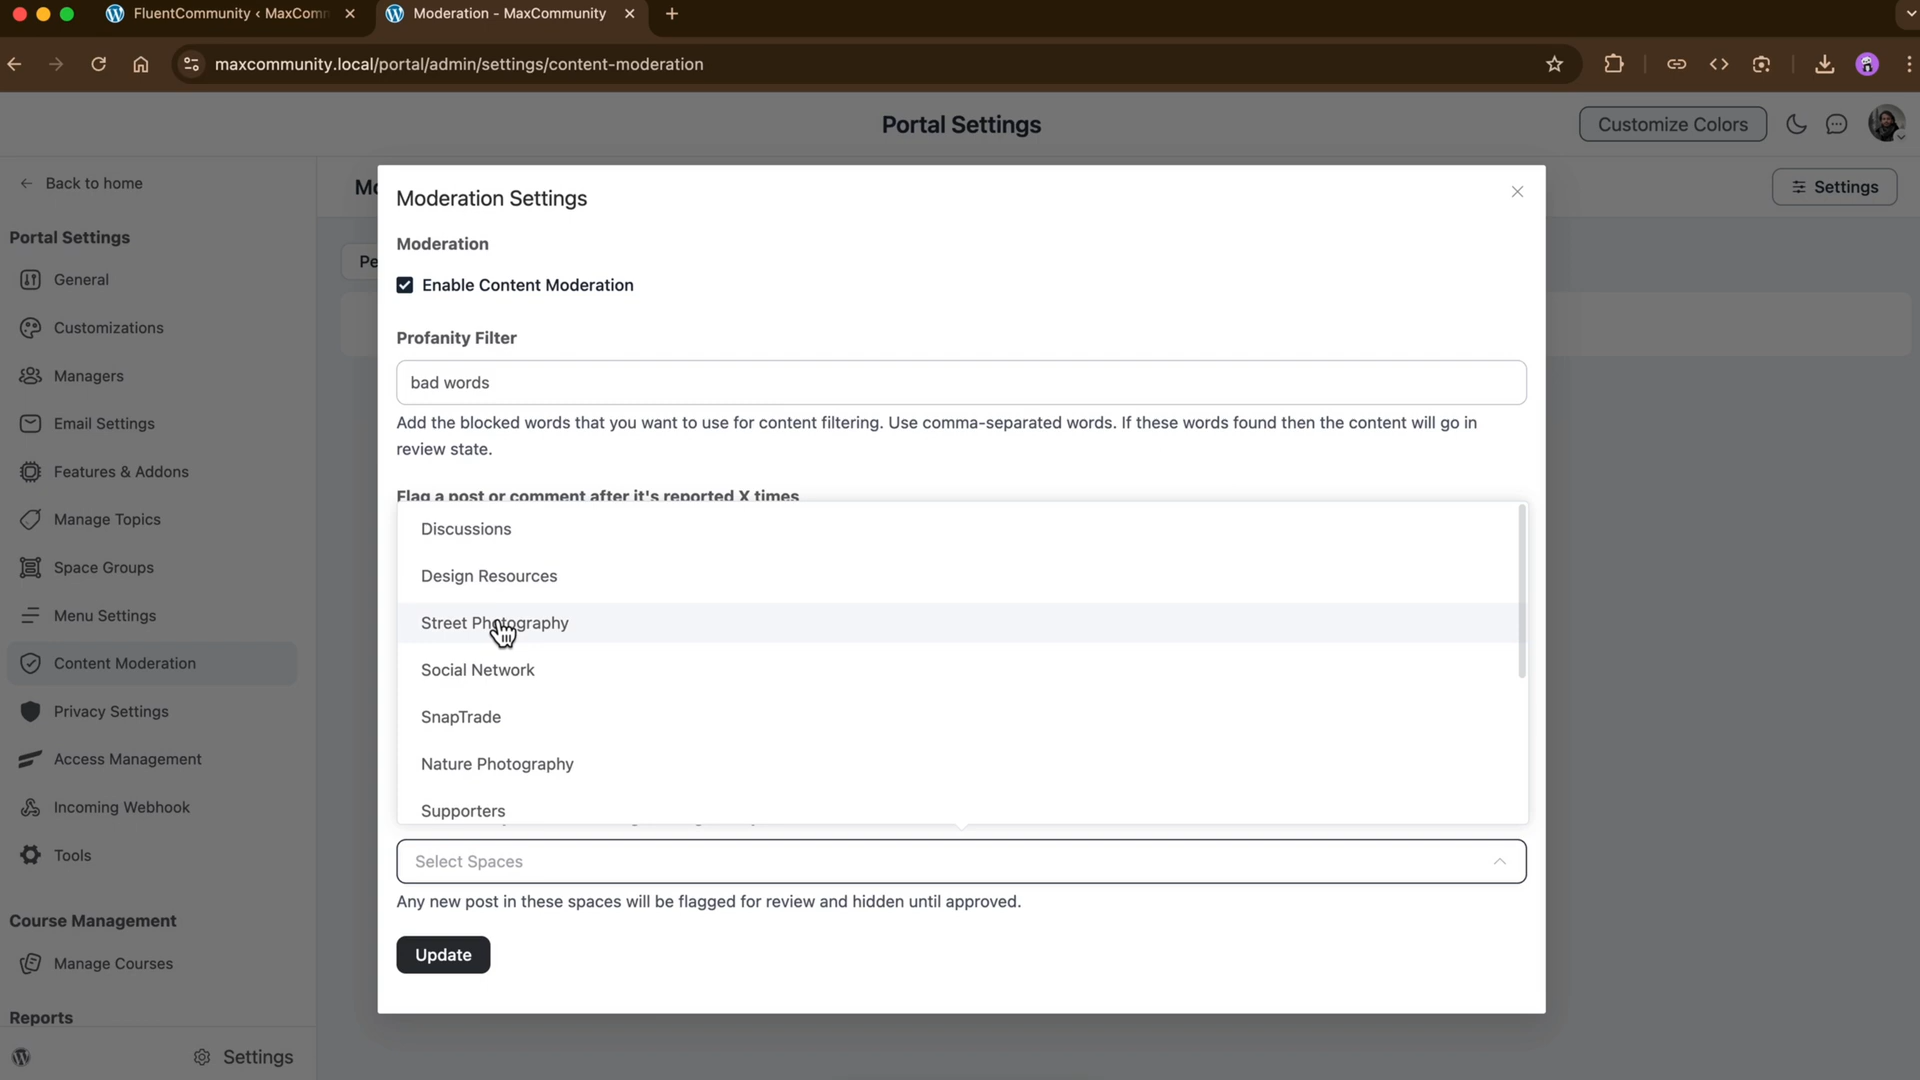 FluentCommunity ‹ MaxComm
Moderation - MaxCommunity
maxcommunity.local/portal/admin/settings/content-moderation
Portal Settings
Customize Colors
Back to home
Settings
Portal Settings
General
Customizations
Managers
Email Settings
Features & Addons
Manage Topics
Space Groups
Menu Settings
Content Moderation
Privacy Settings
Access Management
Incoming Webhook
Tools
Course Management
Manage Courses
Reports
Settings
Moderation Settings
Moderation
Enable Content Moderation
Profanity Filter
bad words
Add the blocked words that you want to use for content filtering. Use comma-separated words. If these words found then the content will go in
review state.
Flag a post or comment after it's reported X times
Discussions
Design Resources
Street Photography
Social Network
SnapTrade
Nature Photography
Supporters
Select Spaces
Any new post in these spaces will be flagged for review and hidden until approved.
Update